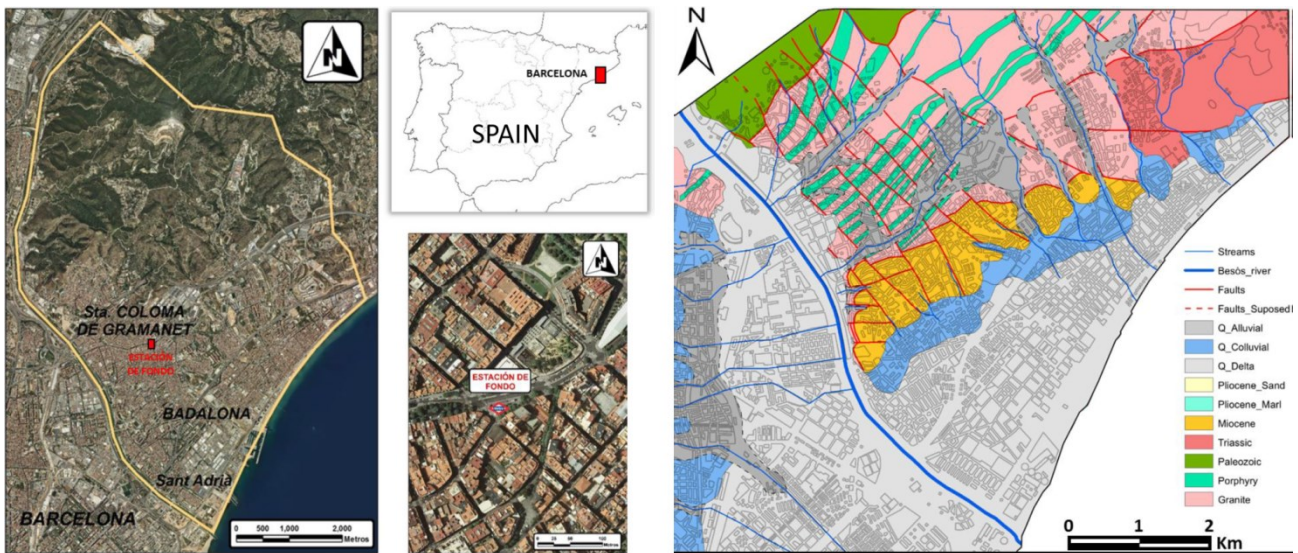 N
Sta. COLOMA
DE GRAMANET
ESTACIÓN
DE FONDO
BADALONA
Sant Adrià
BARCELONA
0 500 1,000 2,000
Metros
BARCELONA
SPAIN
N
ESTACIÓN DE
FONDO
Metros
N
Streams
Besòs_river
Faults
Faults_Suposed
Q_Alluvial
Q_Colluvial
Q_Delta
Pliocene_Sand
Pliocene_Marl
Miocene
Triassic
Paleozoic
Porphyry
Granite
0 1 2
Km